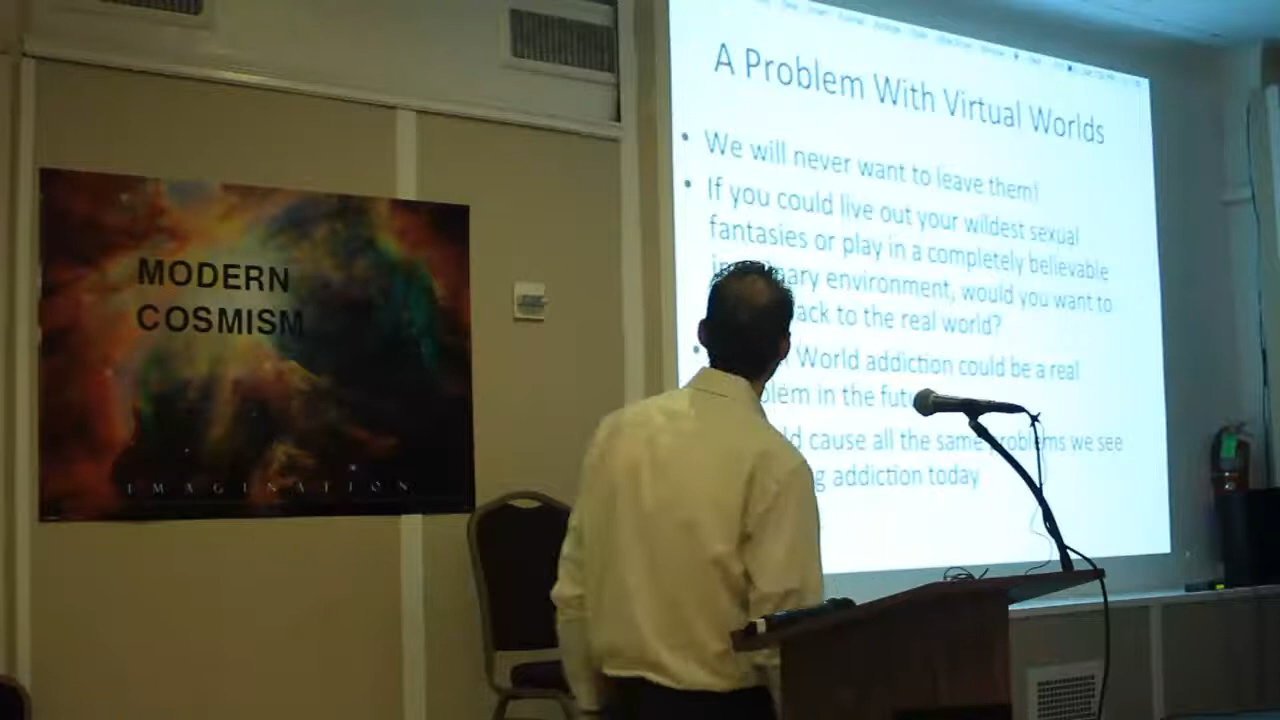 MODERN
COSMISM
IMAGINATION
A Problem With Virtual Worlds
• We will never want to leave them!
• If you could live out your wildest sexual
fantasies or play in a completely believable
environment, would you want to
to the real world?
• World addiction could be a real
in the
cause all the same problems we see
addiction today